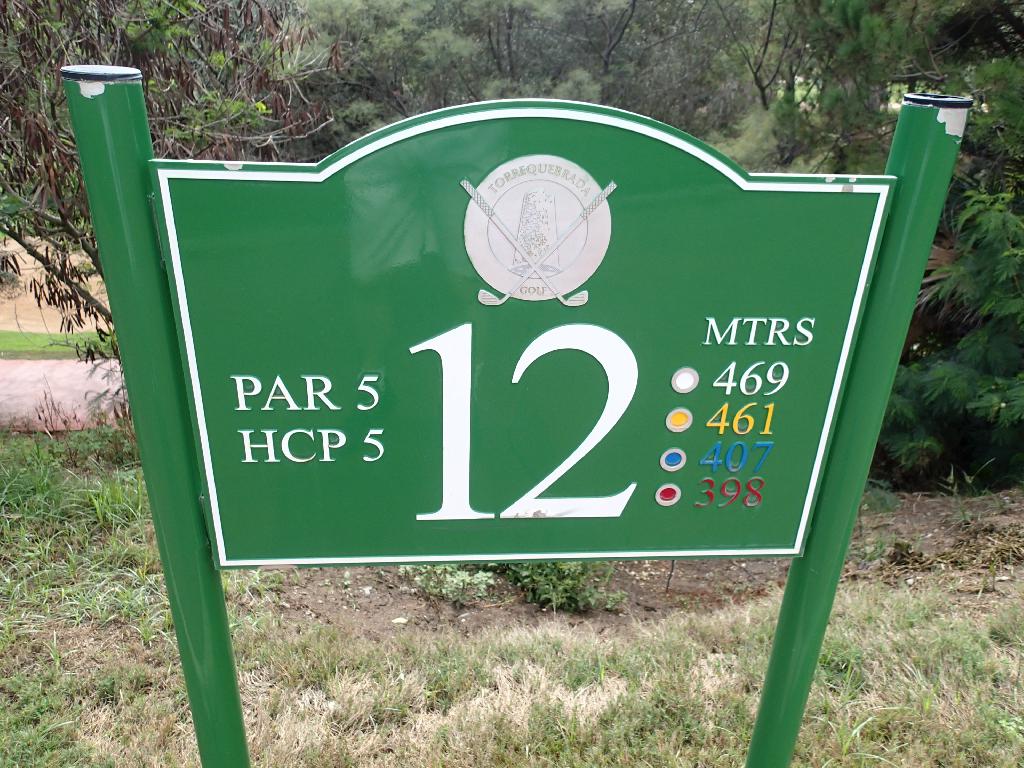 TORREQUEBRADA
GOLF
12
PAR 5
HCP 5
MTRS
469
461
407
398